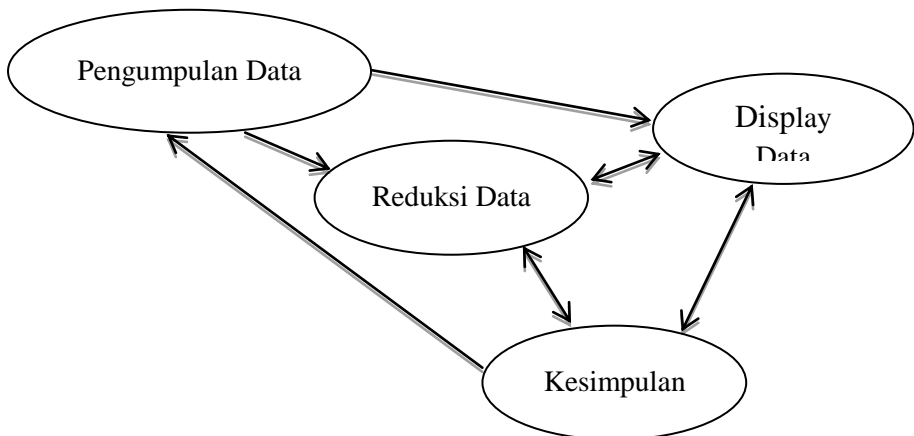 Pengumpulan Data
Display
Data
Reduksi Data
Kesimpulan